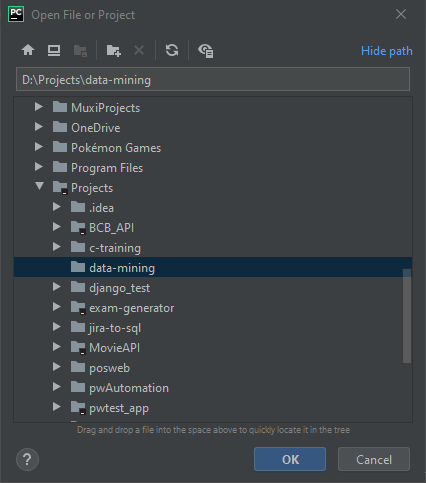 PC Open File or Project
Hide path
D:\Projects\data-mining
MuxiProjects
OneDrive
Pokémon Games
Program Files
Projects
.idea
BCB_API
c-training
data-mining
django_test
exam-generator
jira-to-sql
MovieAPI
posweb
pwAutomation
pwtest_app
Drag and drop a file into the space above to quickly locate it in the tree
? OK Cancel